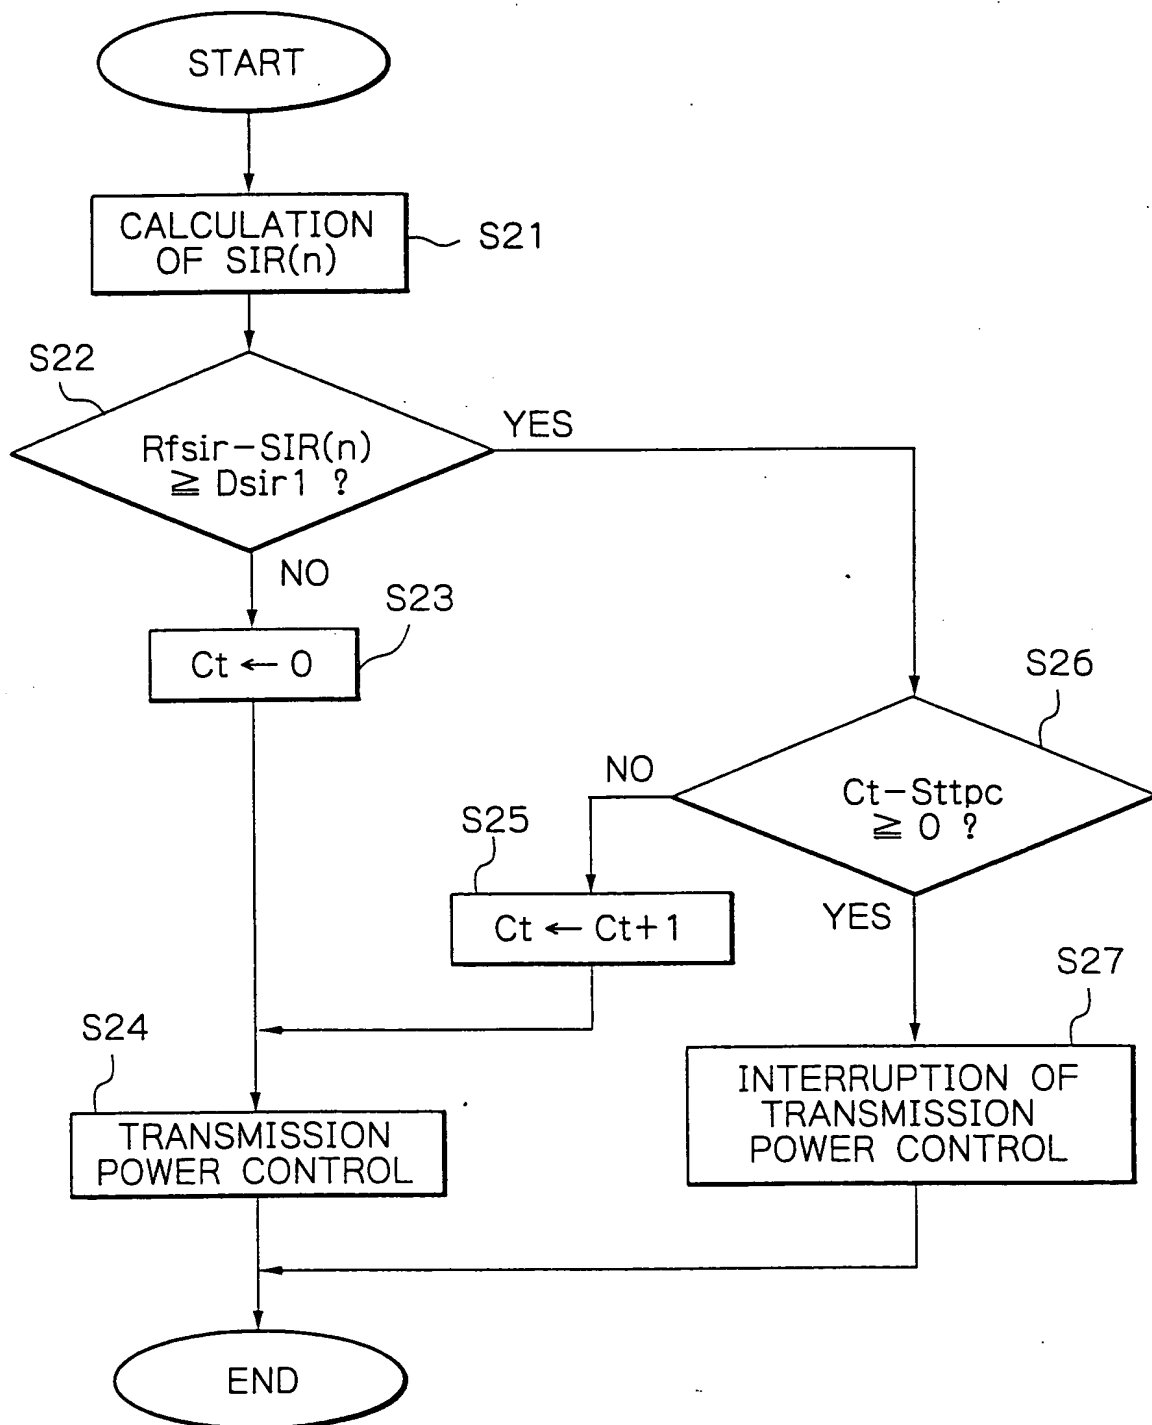 START
CALCULATION
OF SIR(n)
S21
S22
Rfsir-SIR(n)
≧ Dsir1 ?
YES
NO
S23
Ct ← 0
S26
Ct-Sttpc
≧ 0 ?
NO
S25
Ct ← Ct+1
YES
S27
INTERRUPTION OF
TRANSMISSION
POWER CONTROL
S24
TRANSMISSION
POWER CONTROL
END